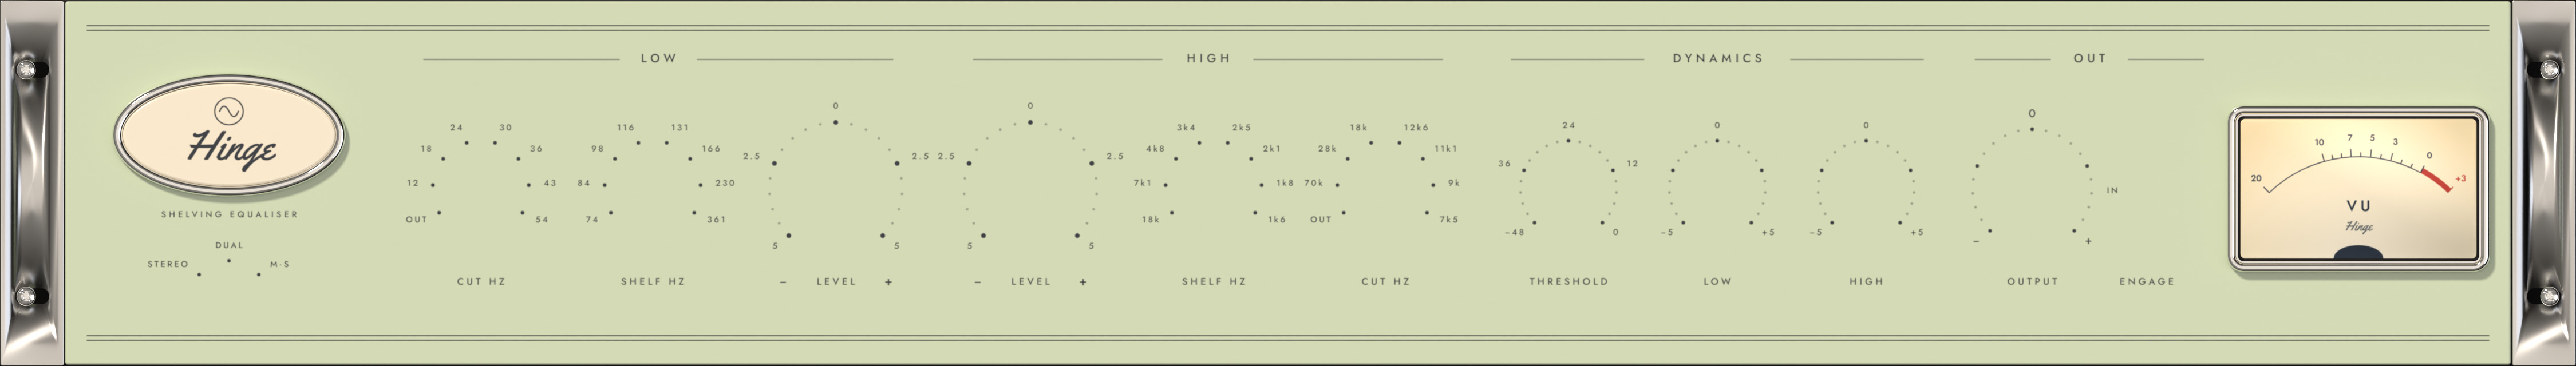 LOW
HIGH
DYNAMICS
OUT
Hinge
SHELVING EQUALISER
STEREO DUAL M-S
OUT 12 18 24 30 36 43 54
CUT HZ
74 84 98 116 131 166 230 361
SHELF HZ
5 2.5 0 2.5 5
− LEVEL +
5 2.5 0 2.5 5
− LEVEL +
18k 7k1 4k8 3k4 2k5 2k1 1k8 1k6
SHELF HZ
OUT 70k 28k 18k 12k6 11k1 9k 7k5
CUT HZ
−48 36 24 12 0
THRESHOLD
−5 0 +5
LOW
−5 0 +5
HIGH
− 0 +
OUTPUT
IN
ENGAGE
20 10 7 5 3 0 +3
VU
Hinge